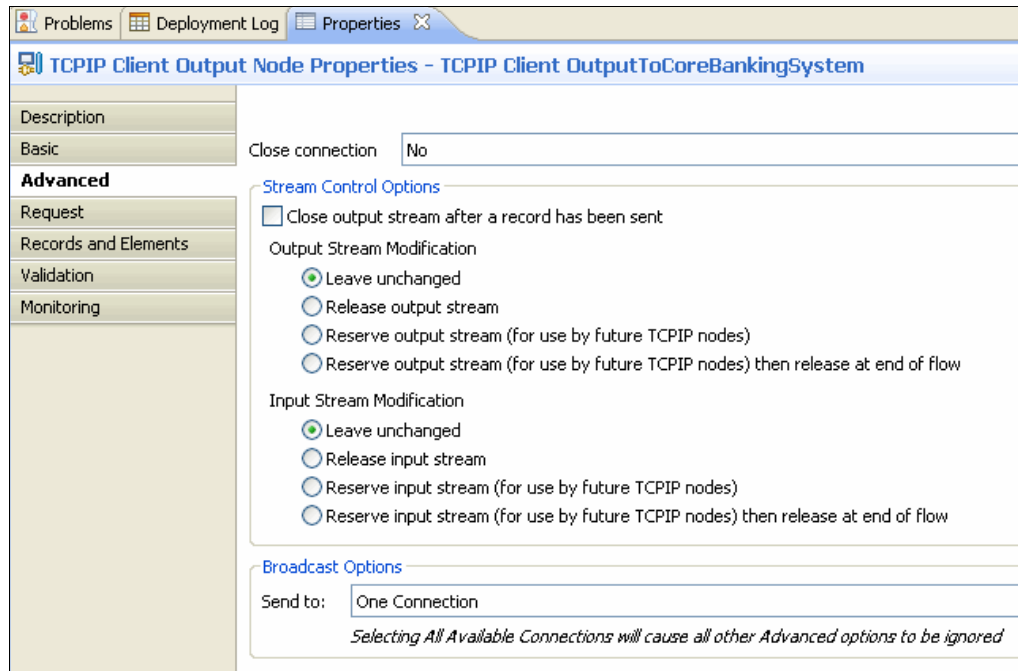 Problems Deployment Log Properties
TCPIP Client Output Node Properties - TCPIP Client OutputToCoreBankingSystem
Description
Basic
Advanced
Request
Records and Elements
Validation
Monitoring
Close connection No
Stream Control Options
Close output stream after a record has been sent
Output Stream Modification
Leave unchanged
Release output stream
Reserve output stream (for use by future TCPIP nodes)
Reserve output stream (for use by future TCPIP nodes) then release at end of flow
Input Stream Modification
Leave unchanged
Release input stream
Reserve input stream (for use by future TCPIP nodes)
Reserve input stream (for use by future TCPIP nodes) then release at end of flow
Broadcast Options
Send to: One Connection
Selecting All Available Connections will cause all other Advanced options to be ignored